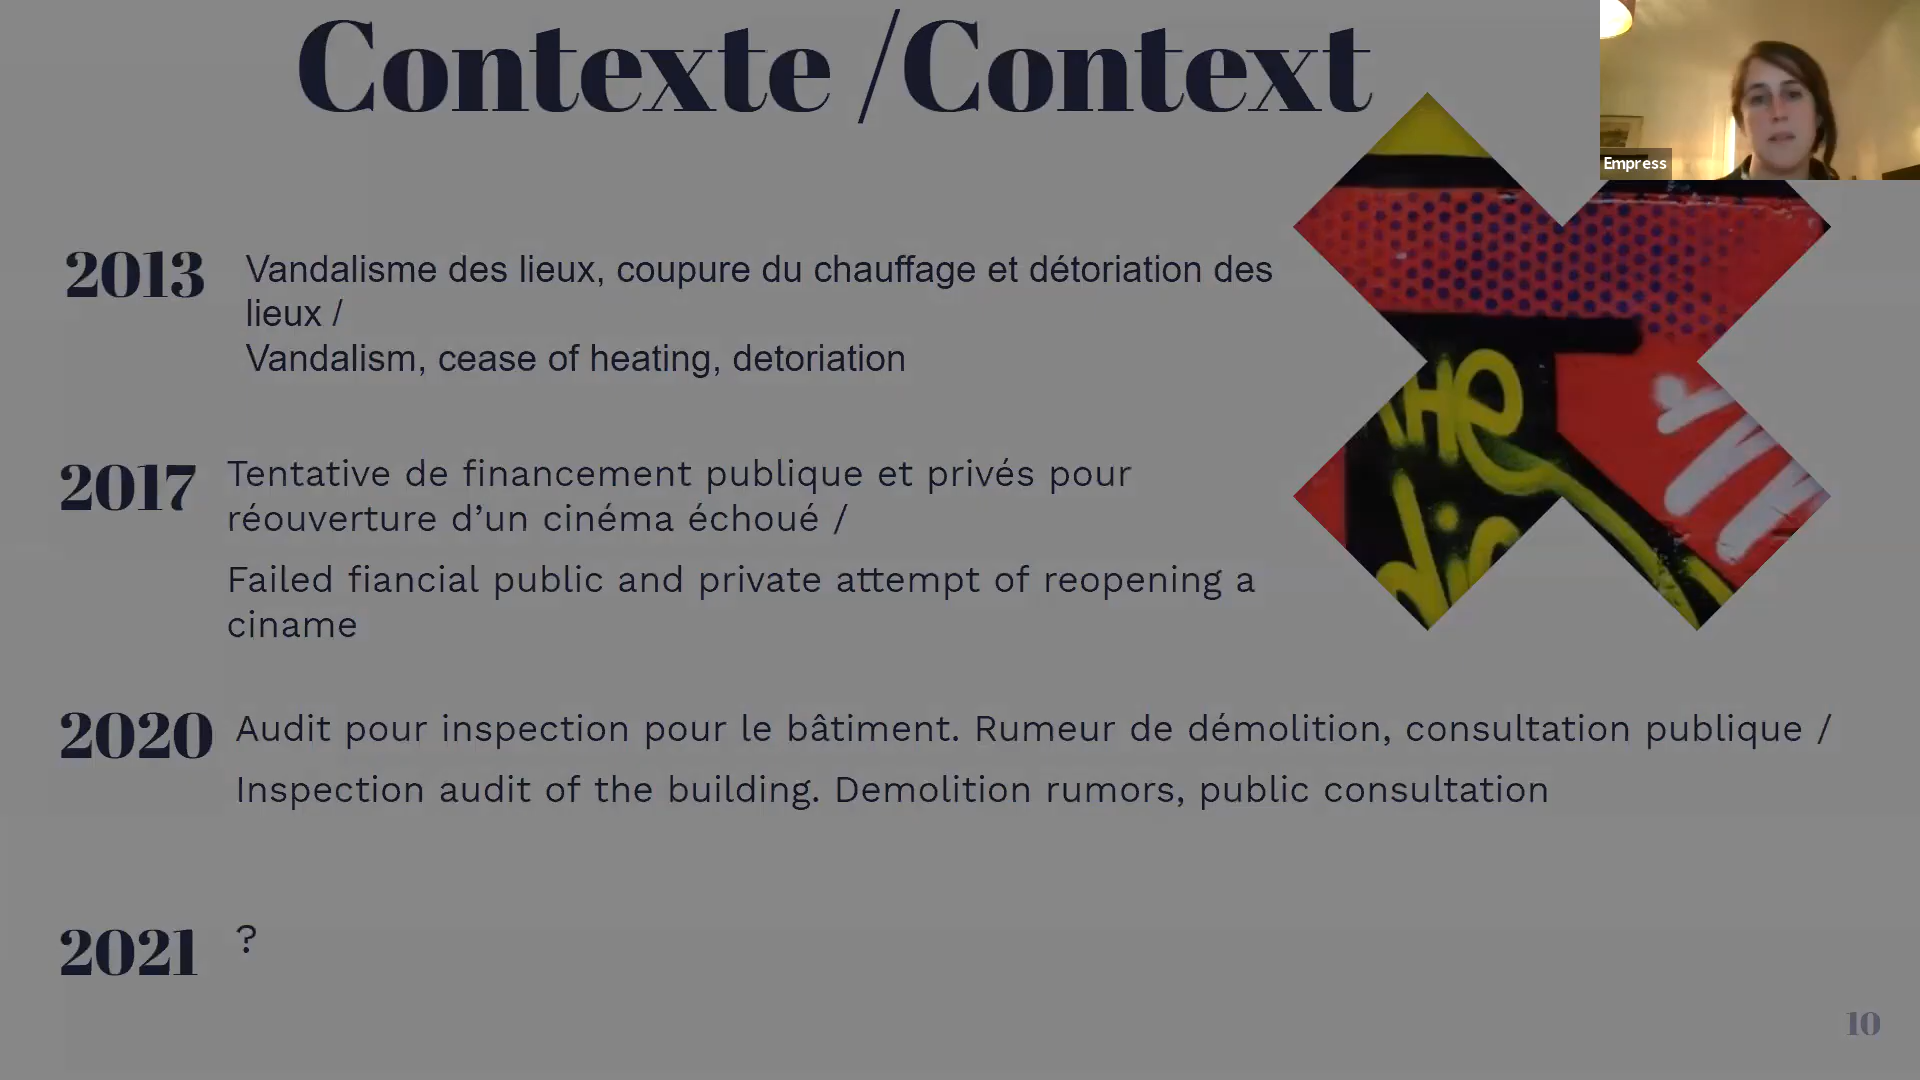 Contexte /Context
Empress
2013
Vandalisme des lieux, coupure du chauffage et détoriation des
lieux /
Vandalism, cease of heating, detoriation
2017
Tentative de financement publique et privés pour
réouverture d’un cinéma échoué /
Failed fiancial public and private attempt of reopening a
ciname
2020
Audit pour inspection pour le bâtiment. Rumeur de démolition, consultation publique /
Inspection audit of the building. Demolition rumors, public consultation
2021
?
10